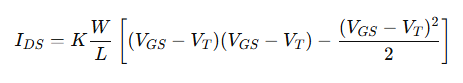 $I_{DS} = K\frac{W}{L}\left[(V_{GS} - V_T)(V_{GS} - V_T) - \frac{(V_{GS} - V_T)^2}{2}\right]$